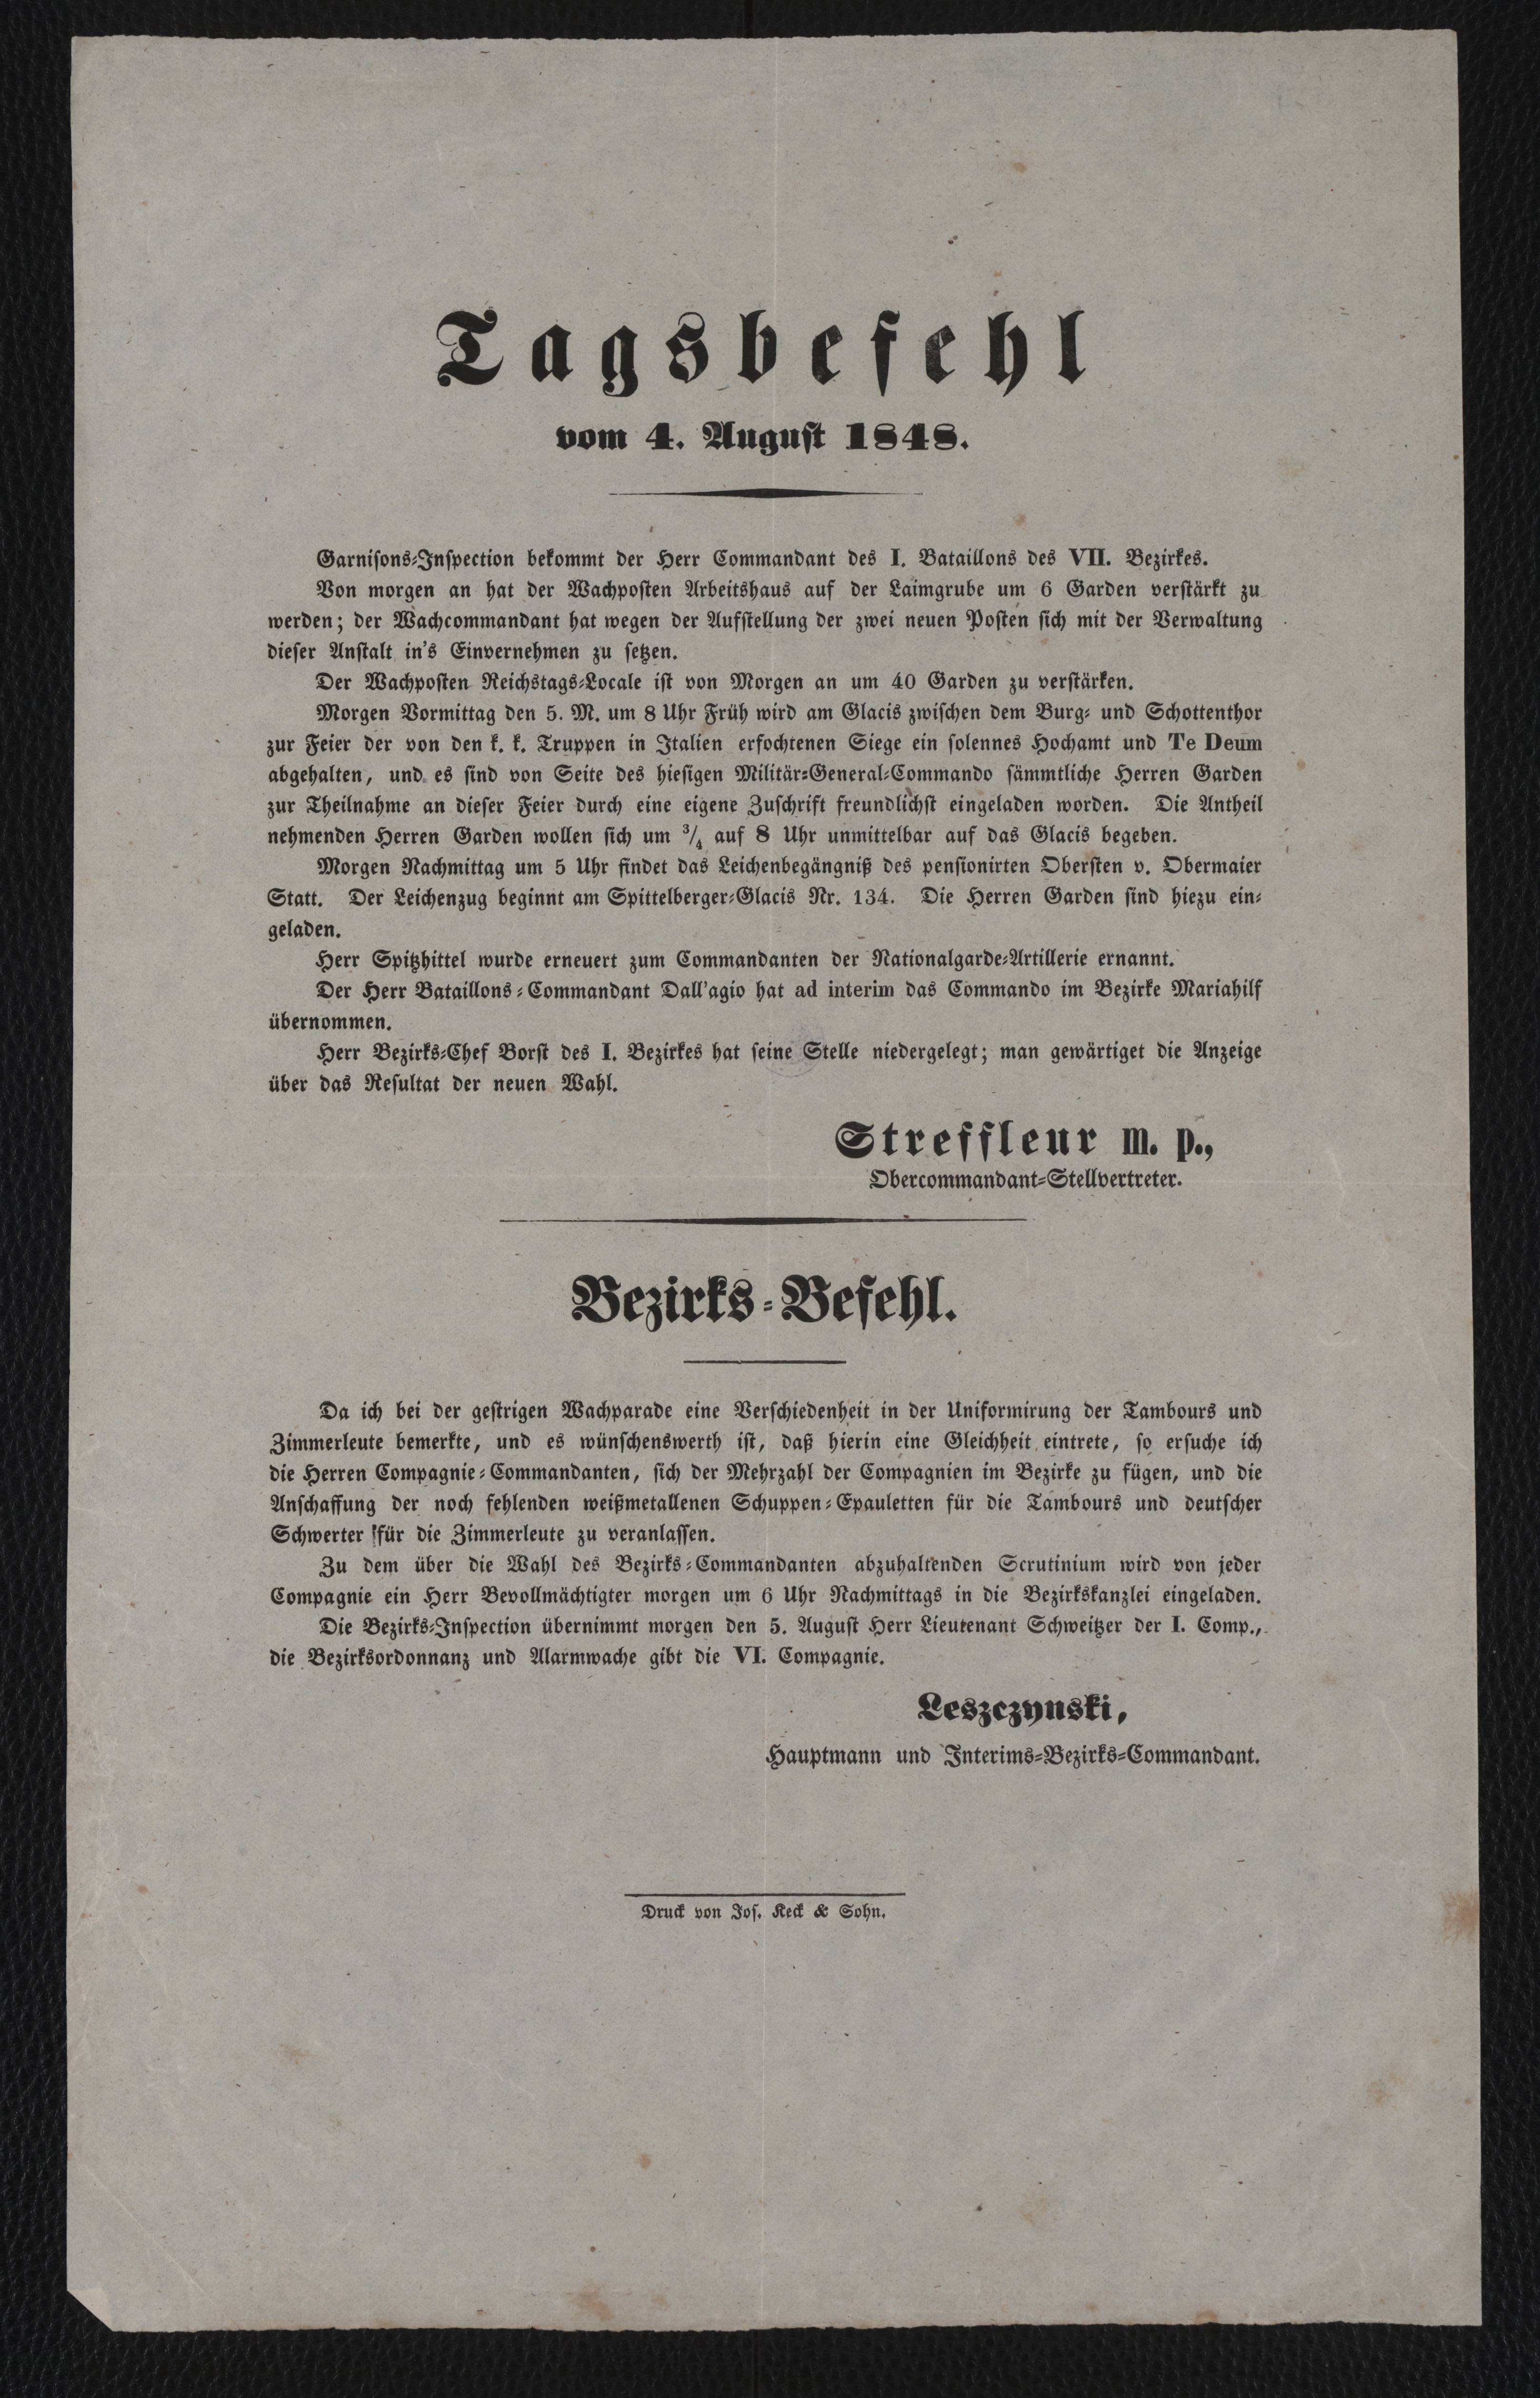 Tagsbefehl
vom 4. August 1848.
Garnisons-Inspection bekommt der Herr Commandant des I. Bataillons des VII. Bezirkes.
Von morgen an hat der Wachposten Arbeitshaus auf der Laimgrube um 6 Garden verstärkt zu
werden; der Wachcommandant hat wegen der Aufstellung der zwei neuen Posten sich mit der Verwaltung
dieser Anstalt in's Einvernehmen zu setzen.
Der Wachposten Reichstags-Locale ist von Morgen an um 40 Garden zu verstärken.
Morgen Vormittag den 5. M. um 8 Uhr Früh wird am Glacis zwischen dem Burg- und Schottenthor
zur Feier der von den k. k. Truppen in Italien erfochtenen Siege ein solennes Hochamt und Te Deum
abgehalten, und es sind von Seite des hiesigen Militär-General-Commando sämmtliche Herren Garden
zur Theilnahme an dieser Feier durch eine eigene Zuschrift freundlichst eingeladen worden. Die Antheil
nehmenden Herren Garden wollen sich um 3/4 auf 8 Uhr unmittelbar auf das Glacis begeben.
Morgen Nachmittag um 5 Uhr findet das Leichenbegängniß des pensionirten Obersten v. Obermaier
Statt. Der Leichenzug beginnt am Spittelberger-Glacis Nr. 134. Die Herren Garden sind hiezu ein-
geladen.
Herr Spitzhittel wurde erneuert zum Commandanten der Nationalgarde-Artillerie ernannt.
Der Herr Bataillons-Commandant Dall'agio hat ad interim das Commando im Bezirke Mariahilf
übernommen.
Herr Bezirks-Chef Borst des I. Bezirkes hat seine Stelle niedergelegt; man gewärtiget die Anzeige
über das Resultat der neuen Wahl.
Streffleur m. p.,
Obercommandant-Stellvertreter.
Bezirks-Befehl.
Da ich bei der gestrigen Wachparade eine Verschiedenheit in der Uniformirung der Tambours und
Zimmerleute bemerkte, und es wünschenswerth ist, daß hierin eine Gleichheit eintrete, so ersuche ich
die Herren Compagnie-Commandanten, sich der Mehrzahl der Compagnien im Bezirke zu fügen, und die
Anschaffung der noch fehlenden weißmetallenen Schuppen-Epauletten für die Tambours und deutscher
Schwerter für die Zimmerleute zu veranlassen.
Zu dem über die Wahl des Bezirks-Commandanten abzuhaltenden Scrutinium wird von jeder
Compagnie ein Herr Bevollmächtigter morgen um 6 Uhr Nachmittags in die Bezirkskanzlei eingeladen.
Die Bezirks-Inspection übernimmt morgen den 5. August Herr Lieutenant Schweitzer der I. Comp.,
die Bezirksordonnanz und Alarmwache gibt die VI. Compagnie.
Leszczynski,
Hauptmann und Interims-Bezirks-Commandant.
Druck von Jos. Keck & Sohn.